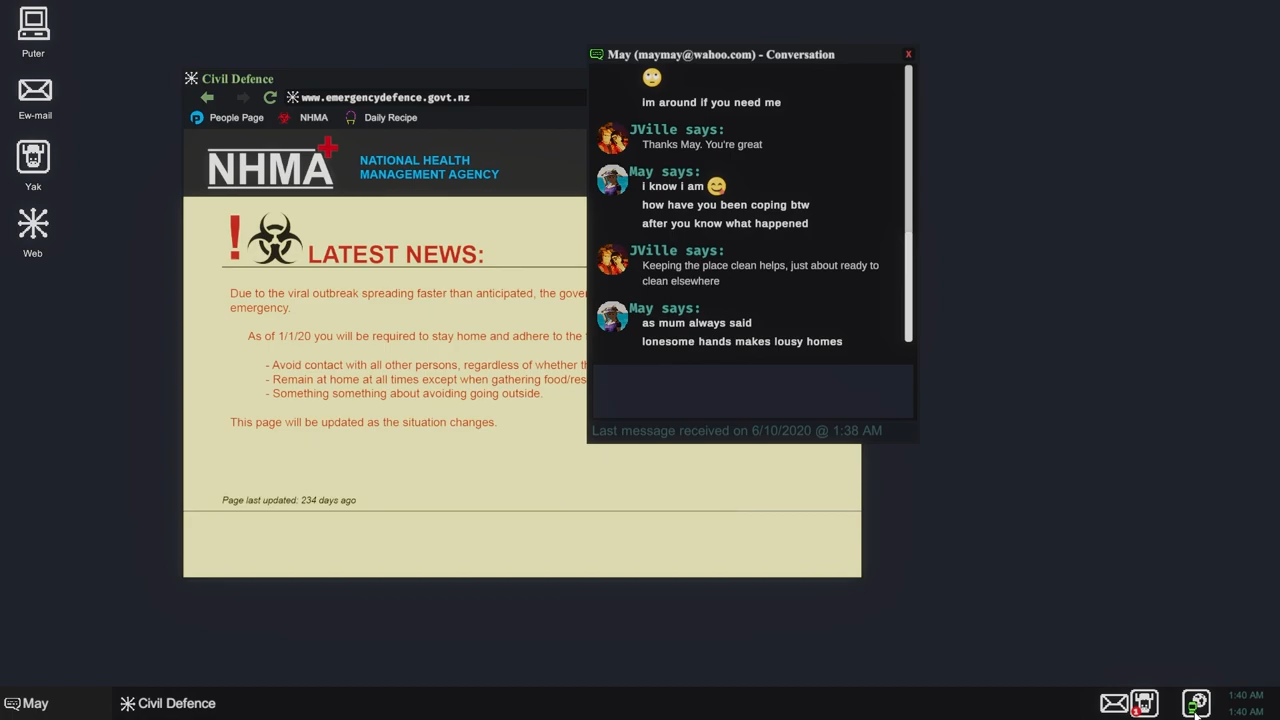 Puter
Ew-mail
Yak
Web
Civil Defence
www.emergencydefence.govt.nz
People Page
NHMA
Daily Recipe
NHMA
NATIONAL HEALTH
MANAGEMENT AGENCY
! LATEST NEWS:
Due to the viral outbreak spreading faster than anticipated, the gove
emergency.
As of 1/1/20 you will be required to stay home and adhere to the
- Avoid contact with all other persons, regardless of whether th
- Remain at home at all times except when gathering food/res
- Something something about avoiding going outside.
This page will be updated as the situation changes.
Page last updated: 234 days ago
May (maymay@wahoo.com) - Conversation
X
im around if you need me
JVille says:
Thanks May. You're great
May says:
i know i am
how have you been coping btw
after you know what happened
JVille says:
Keeping the place clean helps, just about ready to
clean elsewhere
May says:
as mum always said
lonesome hands makes lousy homes
Last message received on 6/10/2020 @ 1:38 AM
May
Civil Defence
1
1:40 AM
1:40 AM